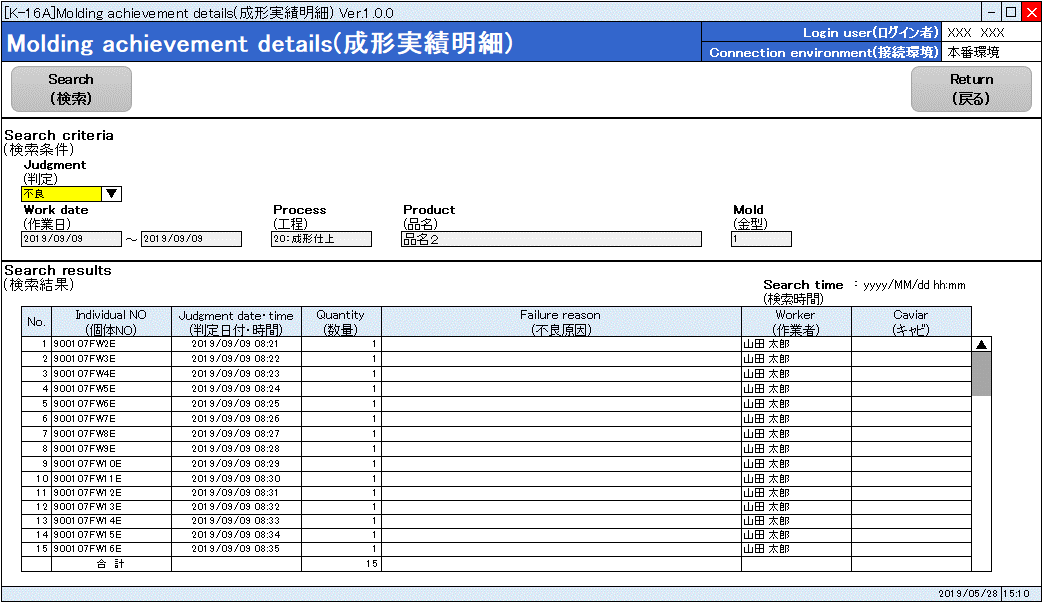 [K-16A]Molding achievement details(成形実績明細) Ver.1.0.0
Molding achievement details(成形実績明細)
Login user(ログイン者) XXX XXX
Connection environment(接続環境) 本番環境
Search
(検索)
Return
(戻る)
Search criteria
(検索条件)
Judgment
(判定)
不良 ▼
Work date Process Product Mold
(作業日) (工程) (品名) (金型)
2019/09/09 ～ 2019/09/09 20:成形仕上 品名2 1
Search results
(検索結果)
Search time : yyyy/MM/dd hh:mm
(検索時間)
No. Individual NO Judgment date・time Quantity Failure reason Worker Caviar
(個体NO) (判定日付・時間) (数量) (不良原因) (作業者) (キャビ)
1 900107FW2E 2019/09/09 08:21 1 山田 太郎
2 900107FW3E 2019/09/09 08:22 1 山田 太郎
3 900107FW4E 2019/09/09 08:23 1 山田 太郎
4 900107FW5E 2019/09/09 08:24 1 山田 太郎
5 900107FW6E 2019/09/09 08:25 1 山田 太郎
6 900107FW7E 2019/09/09 08:26 1 山田 太郎
7 900107FW8E 2019/09/09 08:27 1 山田 太郎
8 900107FW9E 2019/09/09 08:28 1 山田 太郎
9 900107FW10E 2019/09/09 08:29 1 山田 太郎
10 900107FW11E 2019/09/09 08:30 1 山田 太郎
11 900107FW12E 2019/09/09 08:31 1 山田 太郎
12 900107FW13E 2019/09/09 08:32 1 山田 太郎
13 900107FW14E 2019/09/09 08:33 1 山田 太郎
14 900107FW15E 2019/09/09 08:34 1 山田 太郎
15 900107FW16E 2019/09/09 08:35 1 山田 太郎
合 計 15
2019/05/28 15:10